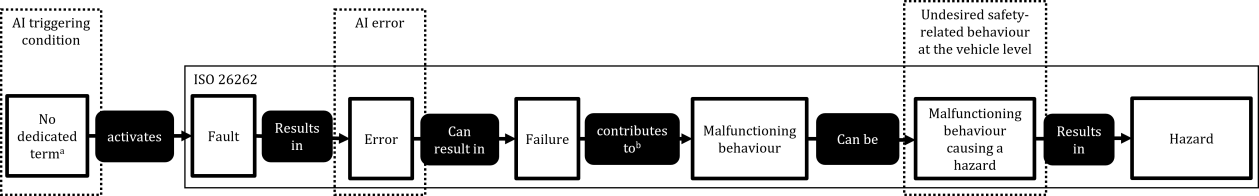 AI triggering
condition
AI error
Undesired safety-
related behaviour
at the vehicle level
ISO 26262
No
dedicated
termᵃ
activates
Fault
Results
in
Error
Can
result in
Failure
contributes
toᵇ
Malfunctioning
behaviour
Can be
Malfunctioning
behaviour
causing a
hazard
Results
in
Hazard